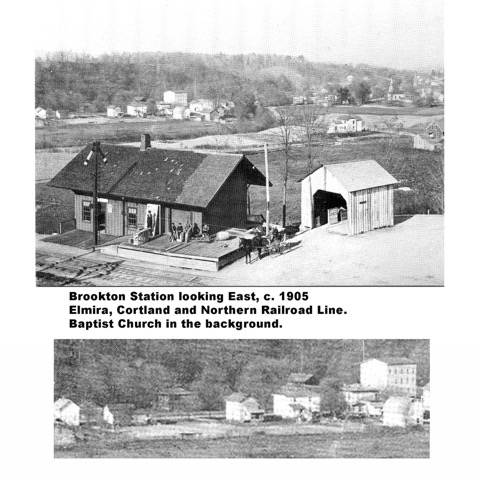 Brookton Station looking East, c. 1905
Elmira, Cortland and Northern Railroad Line.
Baptist Church in the background.